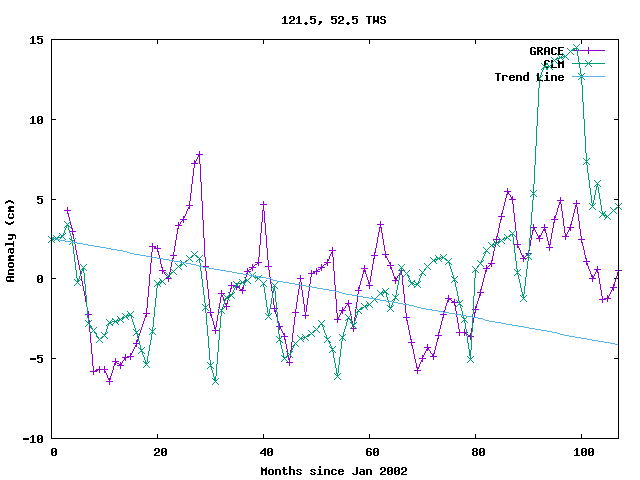 121.5, 52.5 TWS
GRACE
CLM
Trend Line
15
10
5
0
-5
-10
Anomaly (cm)
0 20 40 60 80 100
Months since Jan 2002